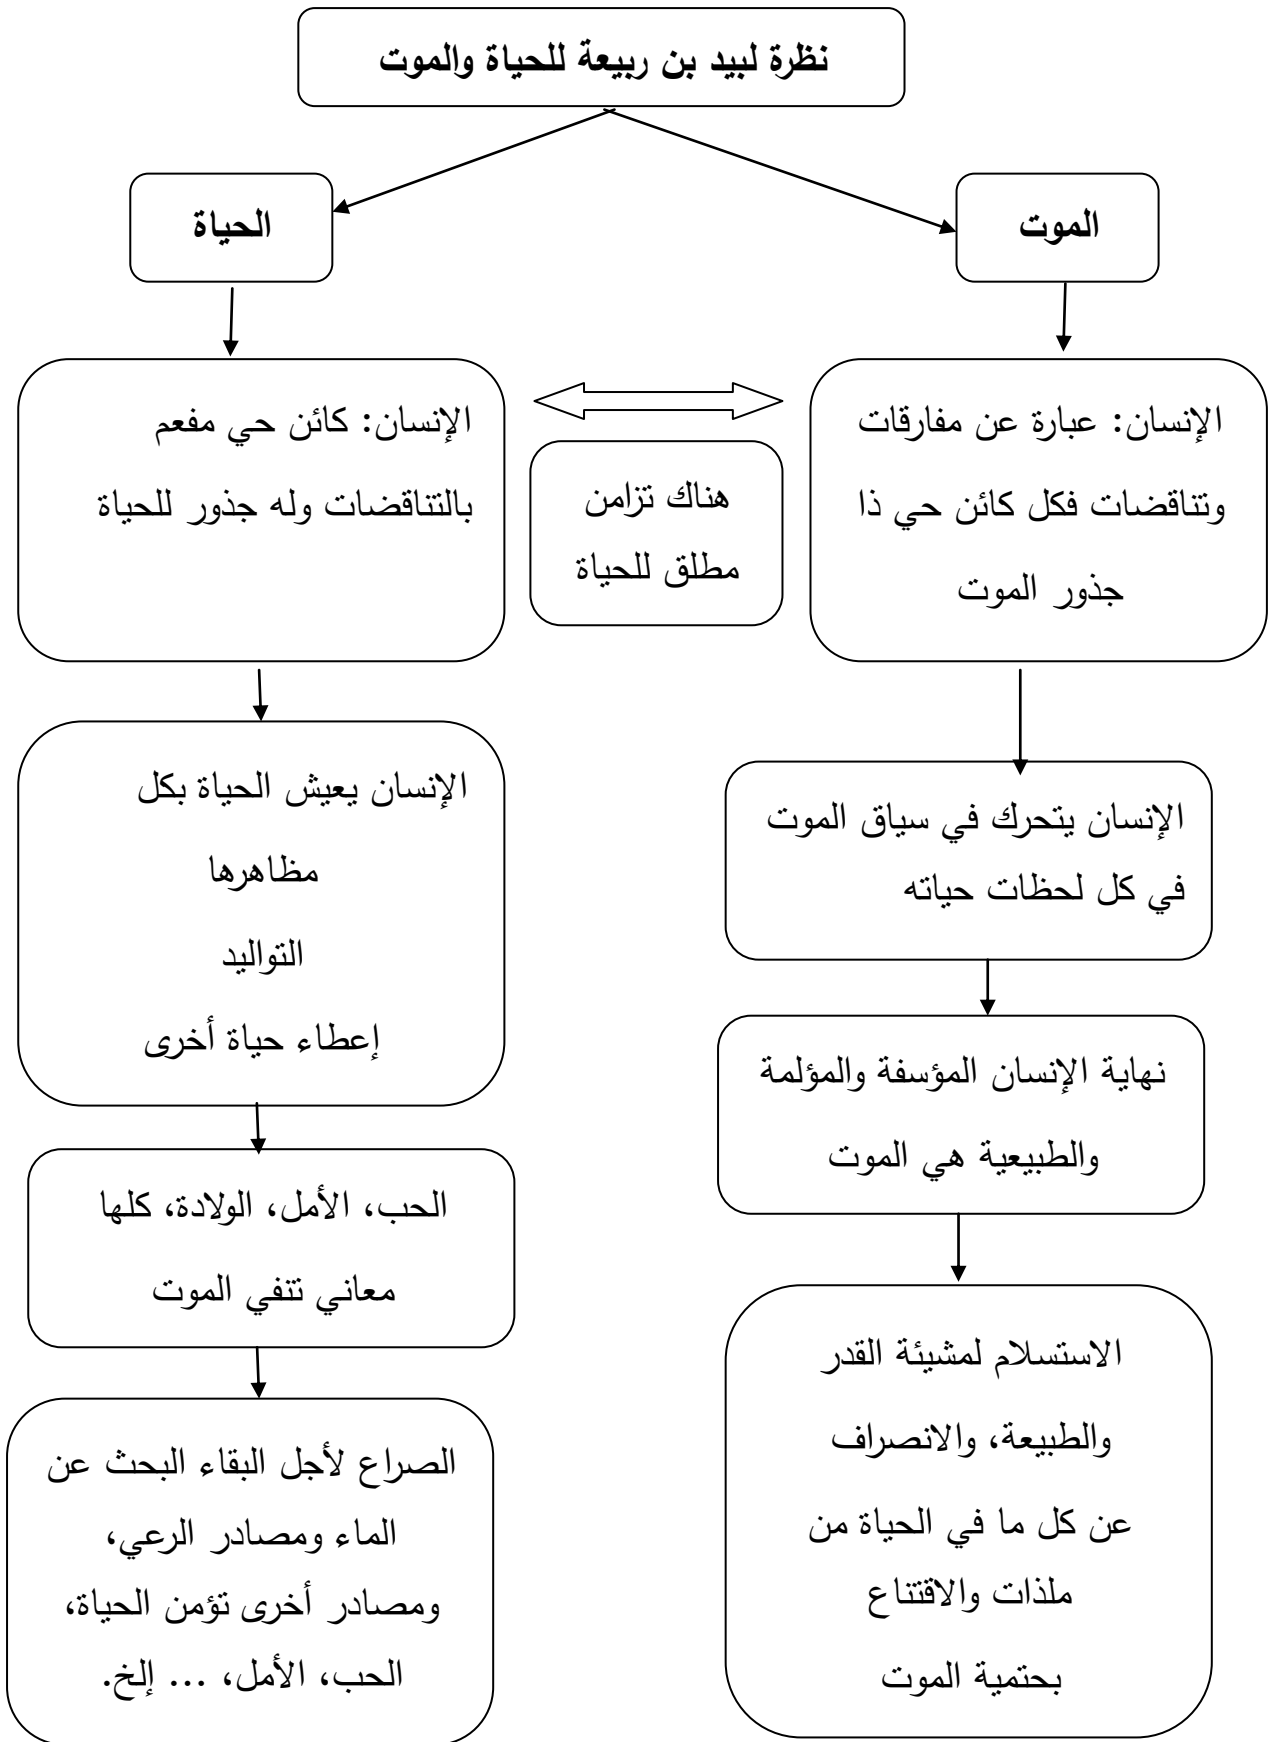 نظرة لبيد بن ربيعة للحياة والموت
الموت
الحياة
الإنسان: عبارة عن مفارقات
وتتاقضات فكل كائن حي ذا
جذور الموت
هناك تزامن
مطلق للحياة
الإنسان: كائن حي مفعم
بالتناقضات وله جذور للحياة
الإنسان يتحرك في سياق الموت
في كل لحظات حياته
الإنسان يعيش الحياة بكل
مظاهرها
التواليد
إعطاء حياة أخرى
نهاية الإنسان المؤسفة والمؤلمة
والطبيعية هي الموت
الحب، الأمل، الولادة، كلها
معاني تنفي الموت
الاستسلام لمشيئة القدر
والطبيعة، والانصراف
عن كل ما في الحياة من
ملذات والاقتتاع
بحتمية الموت
الصراع لأجل البقاء البحث عن
الماء ومصادر الرعي،
ومصادر أخرى تؤمن الحياة،
الحب، الأمل، ... إلخ.